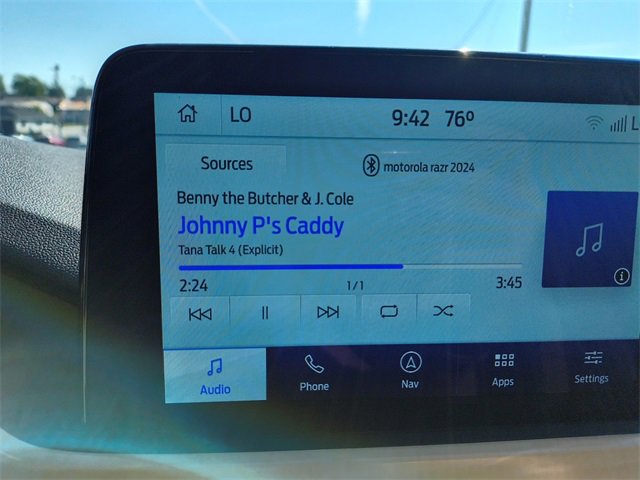 LO 9:42 76° L
Sources motorola razr 2024
Benny the Butcher & J. Cole
Johnny P's Caddy
Tana Talk 4 (Explicit)
2:24 1/1 3:45
Audio Phone Nav Apps Settings